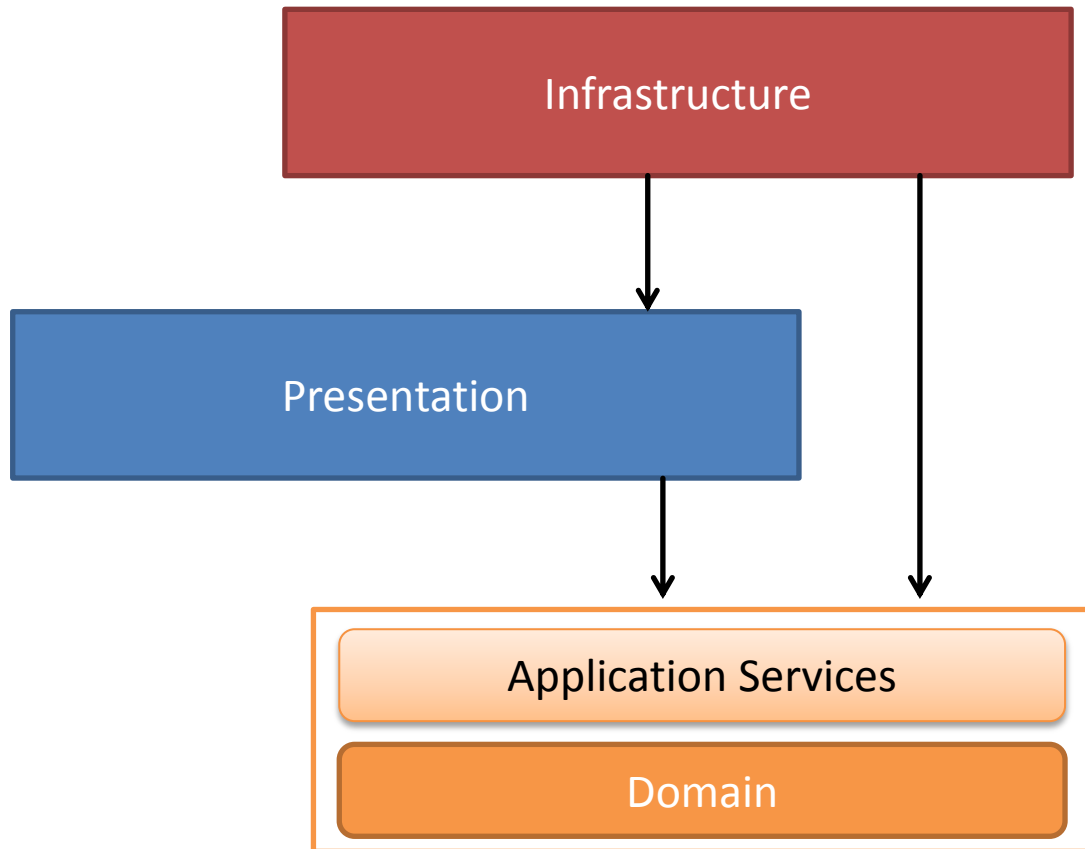 Infrastructure
Presentation
Application Services
Domain